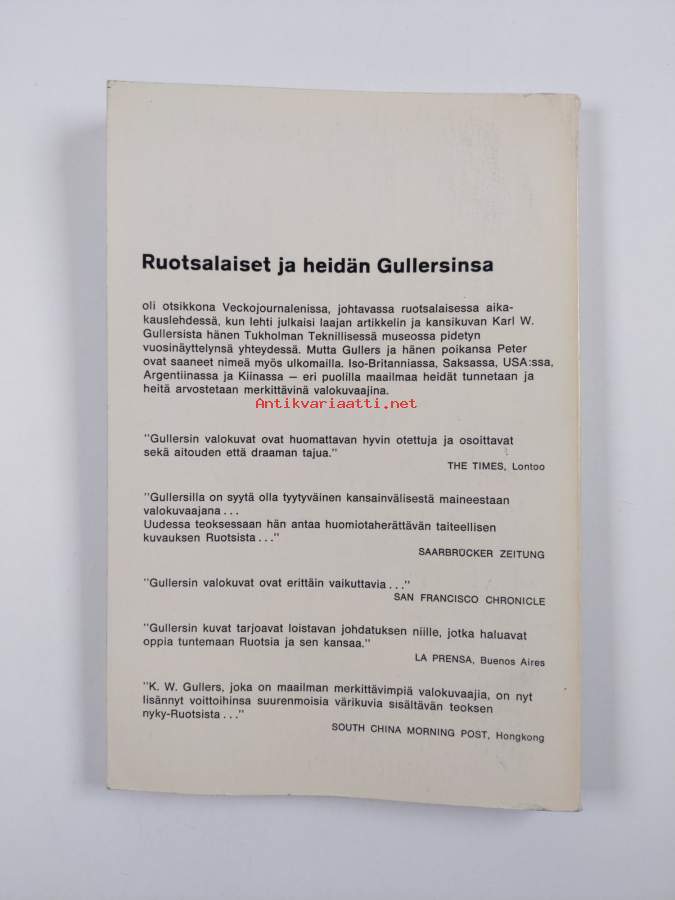 Ruotsalaiset ja heidän Gullersinsa
oli otsikkona Veckojournalenissa, johtavassa ruotsalaisessa aika-
kauslehdessä, kun lehti julkaisi laajan artikkelin ja kansikuvan Karl W.
Gullersista hänen Tukholman Teknillisessä museossa pidetyn
vuosinäyttelynsä yhteydessä. Mutta Gullers ja hänen poikansa Peter
ovat saaneet nimeä myös ulkomailla. Iso-Britanniassa, Saksassa, USA:ssa,
Argentiinassa ja Kiinassa – eri puolilla maailmaa heidät tunnetaan ja
heitä arvostetaan merkittävinä valokuvaajina.
Antikvariaatti.net
"Gullersin valokuvat ovat huomattavan hyvin otettuja ja osoittavat
sekä aitouden että draaman tajua."
THE TIMES, Lontoo
"Gullersilla on syytä olla tyytyväinen kansainvälisestä maineestaan
valokuvaajana...
Uudessa teoksessaan hän antaa huomiotaherättävän taiteellisen
kuvauksen Ruotsista..."
SAARBRÜCKER ZEITUNG
"Gullersin valokuvat ovat erittäin vaikuttavia..."
SAN FRANCISCO CHRONICLE
"Gullersin kuvat tarjoavat loistavan johdatuksen niille, jotka haluavat
oppia tuntemaan Ruotsia ja sen kansaa."
LA PRENSA, Buenos Aires
"K. W. Gullers, joka on maailman merkittävimpiä valokuvaajia, on nyt
lisännyt voittoihinsa suurenmoisia värikuvia sisältävän teoksen
nyky-Ruotsista..."
SOUTH CHINA MORNING POST, Hongkong